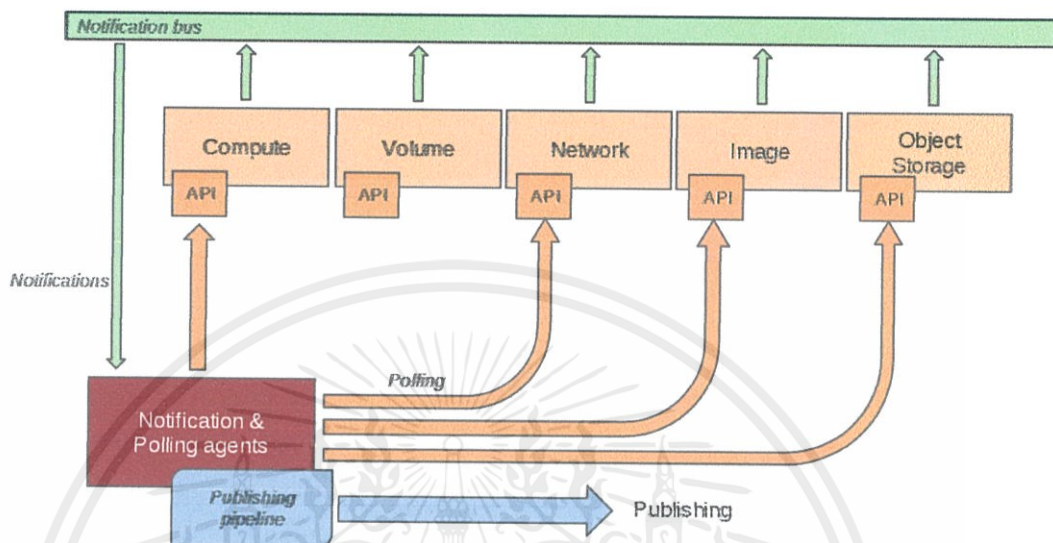 Notification bus
Compute
Volume
Network
Image
Object
Storage
API
API
API
API
API
Notifications
Polling
Notification &
Polling agents
Publishing
pipeline
Publishing